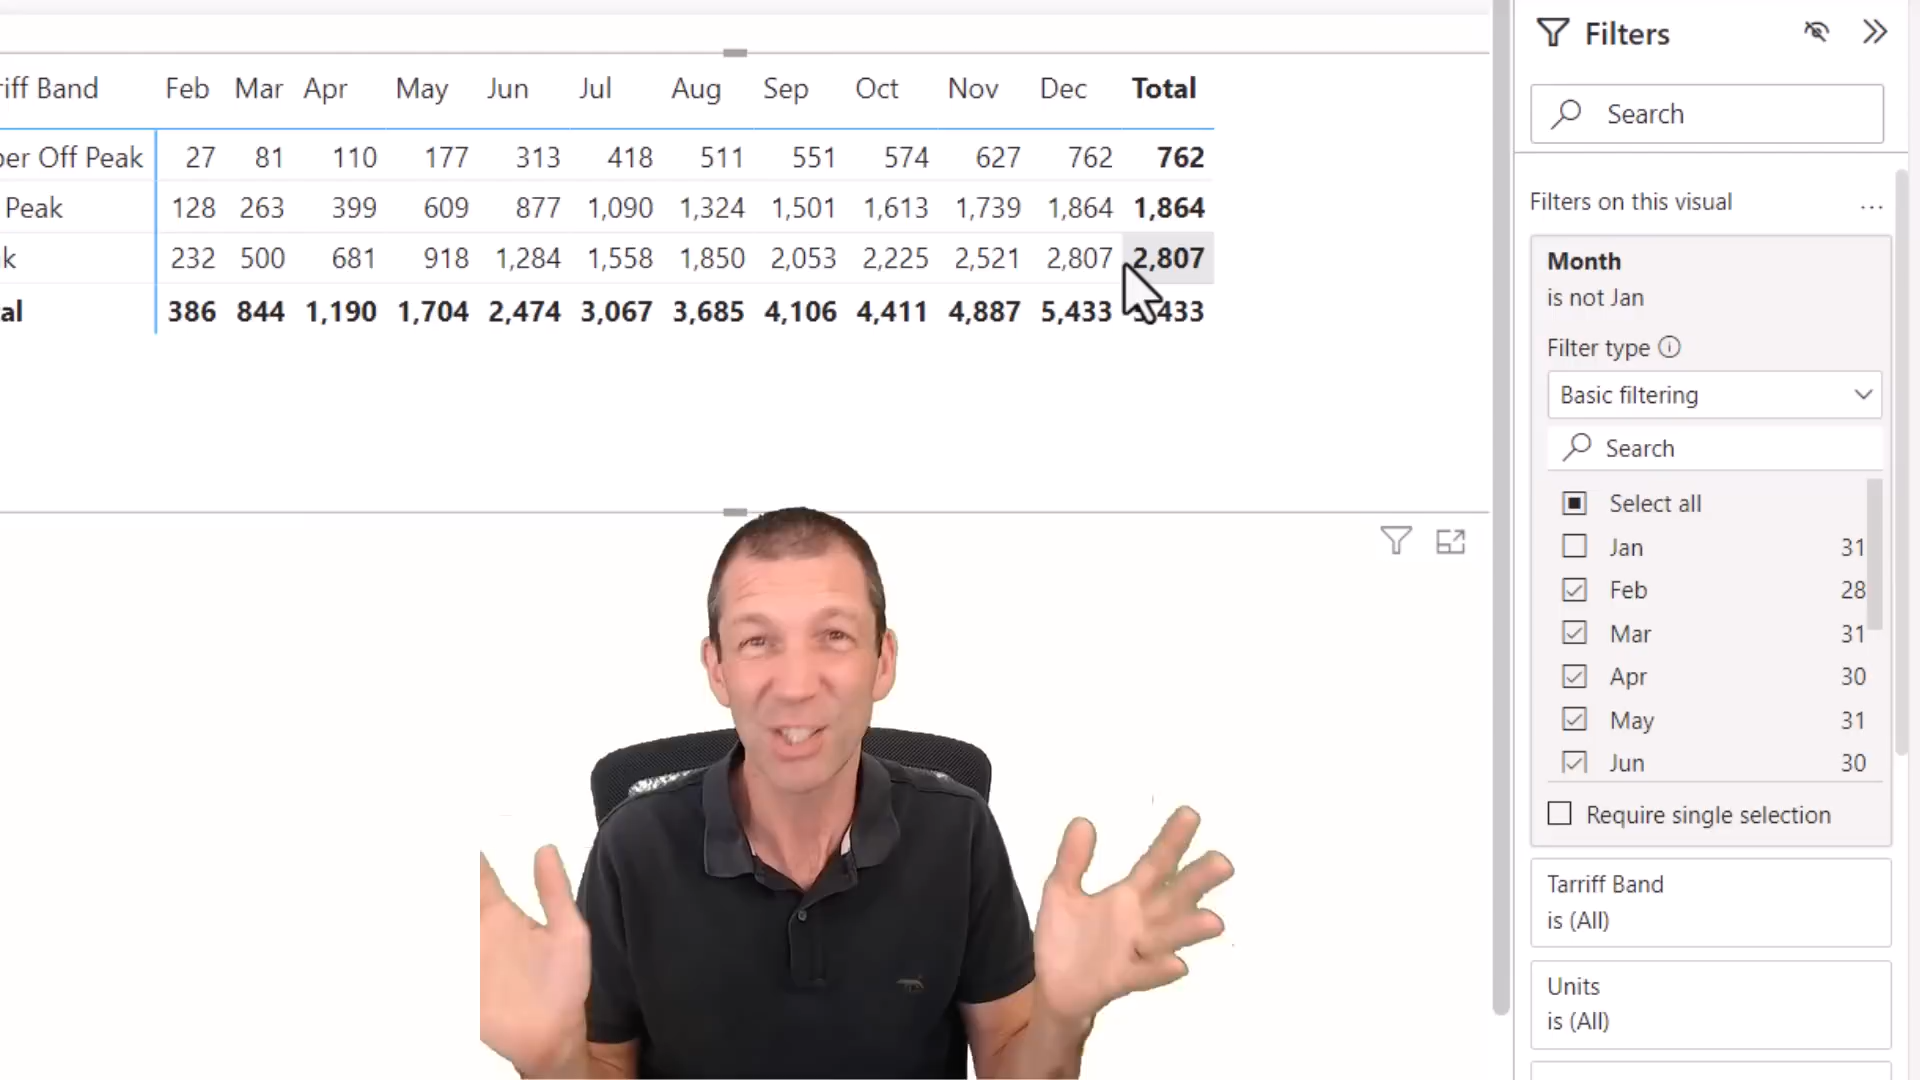 riff Band Feb Mar Apr May Jun Jul Aug Sep Oct Nov Dec Total
per Off Peak 27 81 110 177 313 418 511 551 574 627 762 762
Peak 128 263 399 609 877 1,090 1,324 1,501 1,613 1,739 1,864 1,864
k 232 500 681 918 1,284 1,558 1,850 2,053 2,225 2,521 2,807 2,807
al 386 844 1,190 1,704 2,474 3,067 3,685 4,106 4,411 4,887 5,433 433
Filters
Search
Filters on this visual ...
Month
is not Jan
Filter type
Basic filtering
Search
Select all
Jan 31
Feb 28
Mar 31
Apr 30
May 31
Jun 30
Require single selection
Tarriff Band
is (All)
Units
is (All)